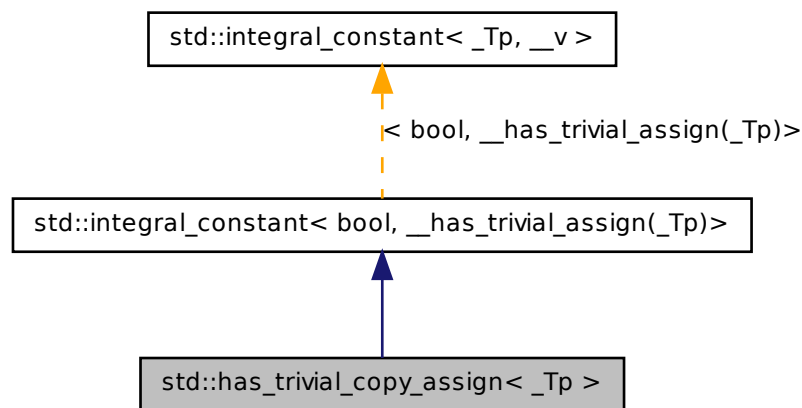 std::integral_constant< _Tp, __v >
< bool, __has_trivial_assign(_Tp)>
std::integral_constant< bool, __has_trivial_assign(_Tp)>
std::has_trivial_copy_assign< _Tp >